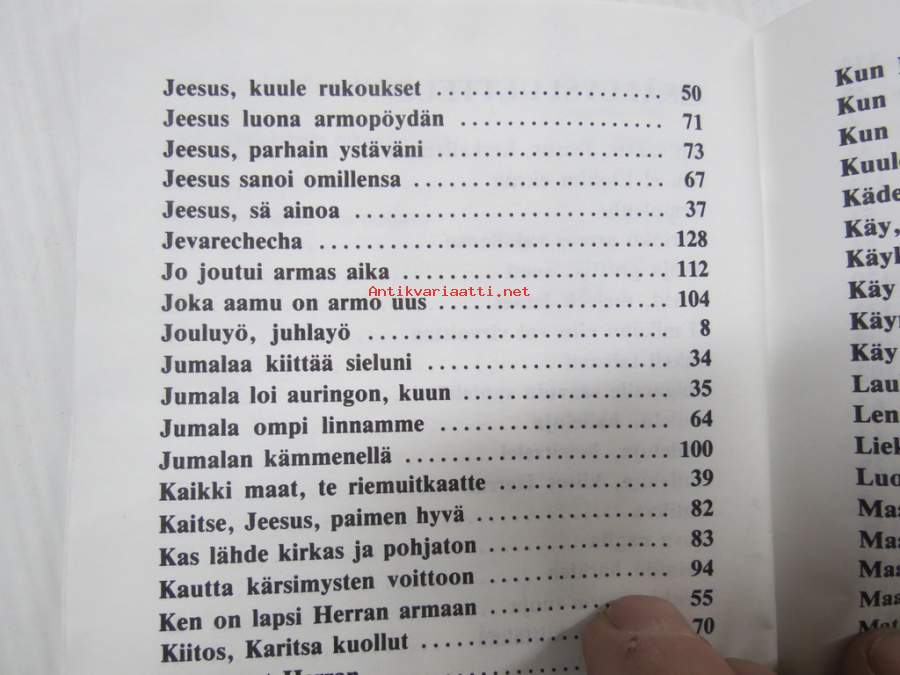 Jeesus, kuule rukoukset .................... 50
Jeesus luona armopöydän .................. 71
Jeesus, parhain ystäväni .................... 73
Jeesus sanoi omillensa ...................... 67
Jeesus, sä ainoa ........................... 37
Jevarechecha .............................. 128
Jo joutui armas aika ....................... 112
Antikvariaatti.net
Joka aamu on armo uus .................... 104
Jouluyö, juhlayö .......................... 8
Jumalaa kiittää sieluni ..................... 34
Jumala loi auringon, kuun .................. 35
Jumala ompi linnamme .................... 64
Jumalan kämmenellä ...................... 100
Kaikki maat, te riemuitkaatte ............... 39
Kaitse, Jeesus, paimen hyvä ................. 82
Kas lähde kirkas ja pohjaton ................ 83
Kautta kärsimysten voittoon ................ 94
Ken on lapsi Herran armaan ............... 55
Kiitos, Karitsa kuollut ................ 70
Herran
Kun
Kun
Kun
Käy,
Käy
Käy